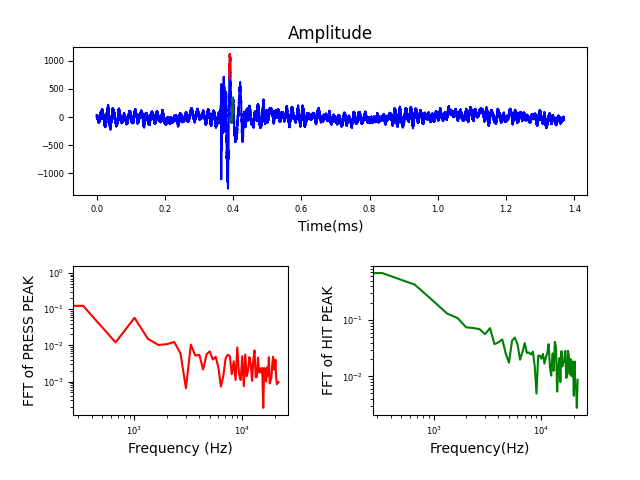 Amplitude
1000
500
0
−500
−1000
0.0 0.2 0.4 0.6 0.8 1.0 1.2 1.4
Time(ms)
FFT of PRESS PEAK
10⁰
10⁻¹
10⁻²
10⁻³
10³ 10⁴
Frequency (Hz)
FFT of HIT PEAK
10⁻¹
10⁻²
10³ 10⁴
Frequency(Hz)